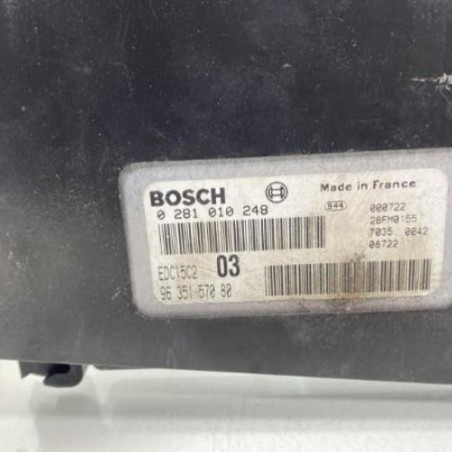 BOSCH
0 281 010 248
EDC15C2 03
96 351 570 80
Made in France
544 000722
28FM0155
7035 0042
08722